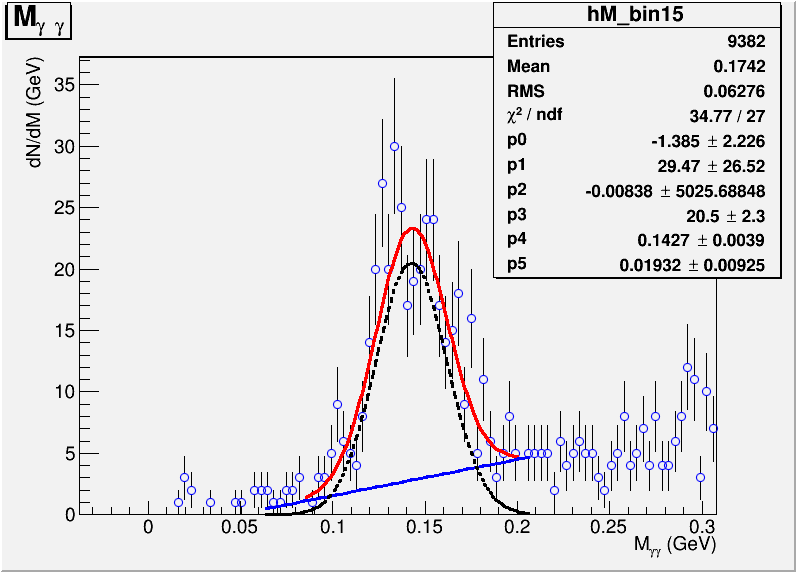 M γ γ
hM_bin15
Entries 9382
Mean 0.1742
RMS 0.06276
χ² / ndf 34.77 / 27
p0 -1.385 ± 2.226
p1 29.47 ± 26.52
p2 -0.00838 ± 5025.68848
p3 20.5 ± 2.3
p4 0.1427 ± 0.0039
p5 0.01932 ± 0.00925
dN/dM (GeV)
35
30
25
20
15
10
5
0
0 0.05 0.1 0.15 0.2 0.25 0.3
Mγγ (GeV)